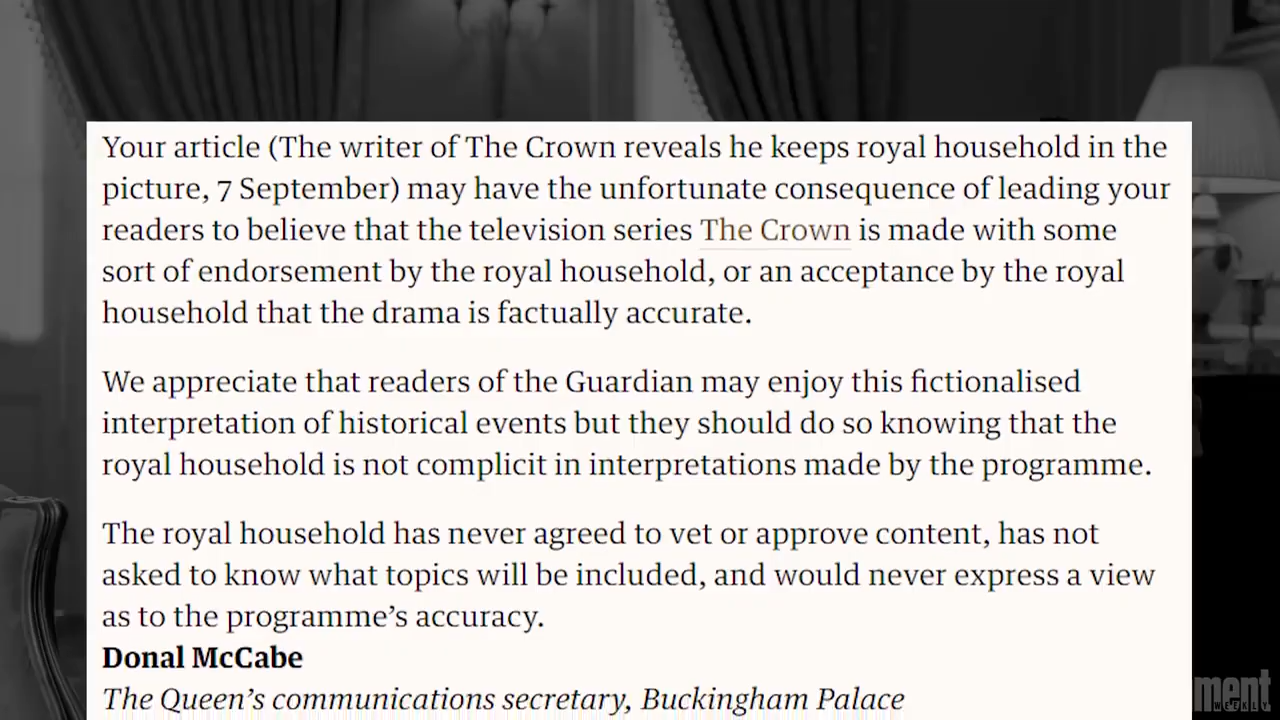 Your article (The writer of The Crown reveals he keeps royal household in the
picture, 7 September) may have the unfortunate consequence of leading your
readers to believe that the television series The Crown is made with some
sort of endorsement by the royal household, or an acceptance by the royal
household that the drama is factually accurate.
We appreciate that readers of the Guardian may enjoy this fictionalised
interpretation of historical events but they should do so knowing that the
royal household is not complicit in interpretations made by the programme.
The royal household has never agreed to vet or approve content, has not
asked to know what topics will be included, and would never express a view
as to the programme’s accuracy.
Donal McCabe
The Queen’s communications secretary, Buckingham Palace
ment
WEEKLY